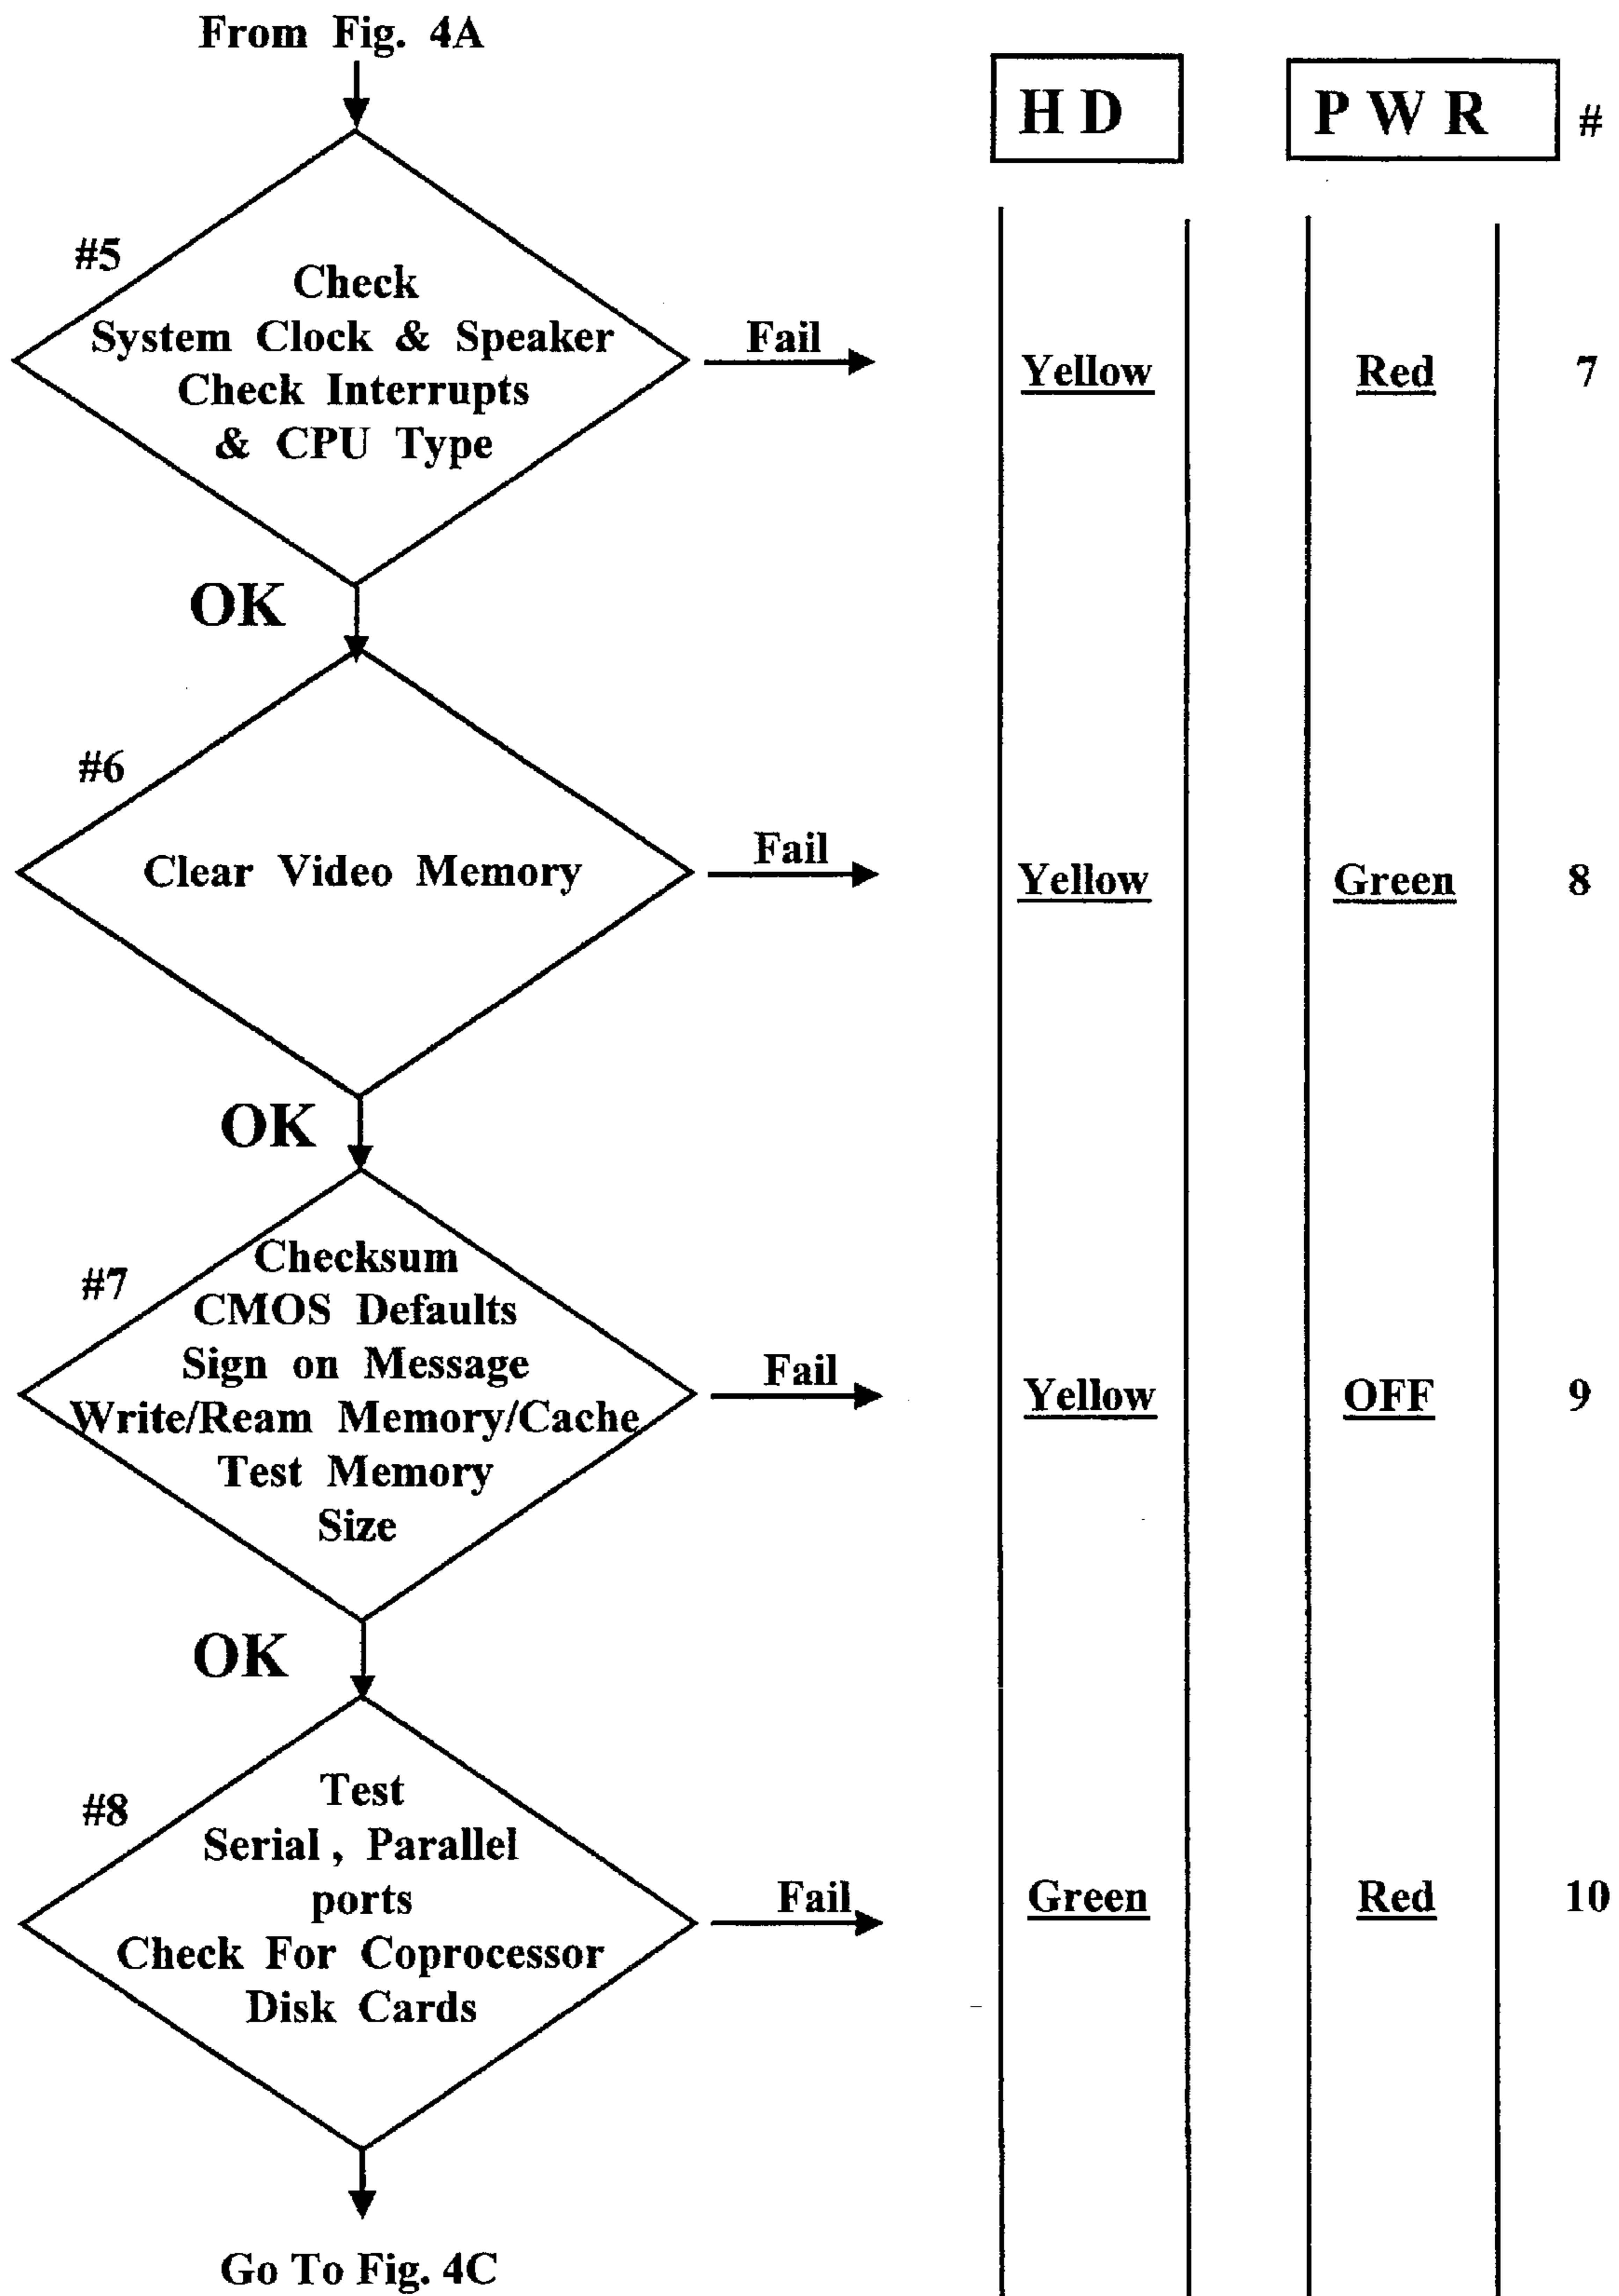 From Fig. 4A
HD
PWR
#
#5
Check
System Clock & Speaker
Check Interrupts
& CPU Type
Fail
Yellow
Red
7
OK
#6
Clear Video Memory
Fail
Yellow
Green
8
OK
#7
Checksum
CMOS Defaults
Sign on Message
Write/Ream Memory/Cache
Test Memory
Size
Fail
Yellow
OFF
9
OK
#8
Test
Serial, Parallel
ports
Check For Coprocessor
Disk Cards
Fail
Green
Red
10
Go To Fig. 4C